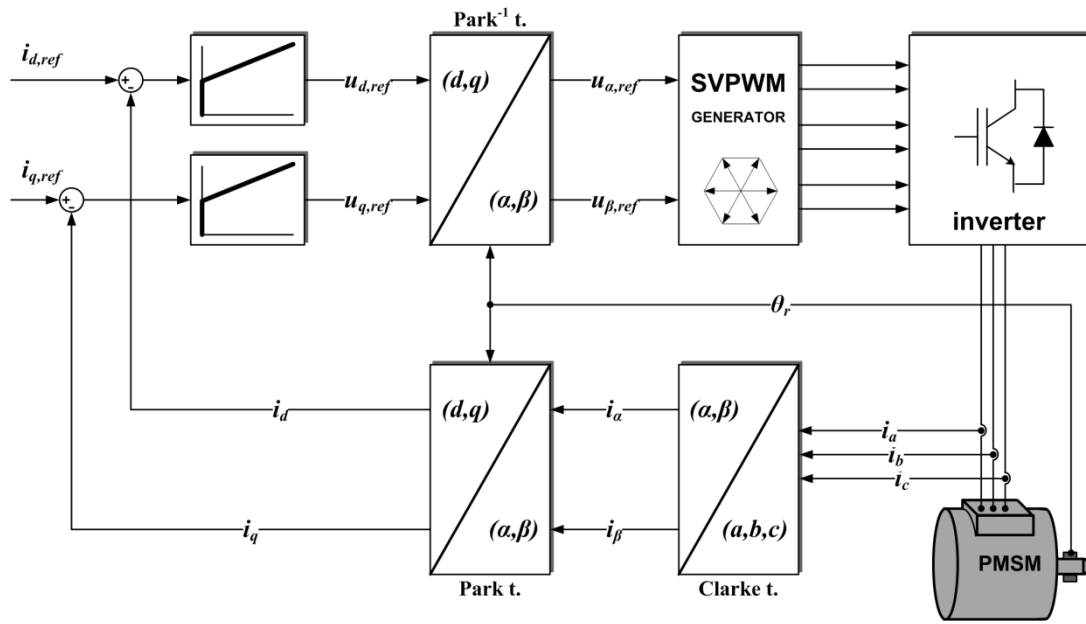 Park⁻¹ t.
i_d,ref
u_d,ref
(d,q)
u_α,ref
SVPWM
GENERATOR
i_q,ref
u_q,ref
(α,β)
u_β,ref
inverter
θ_r
(d,q)
(α,β)
i_d
i_α
i_a
i_b
i_c
i_q
(α,β)
i_β
(a,b,c)
PMSM
Park t.
Clarke t.